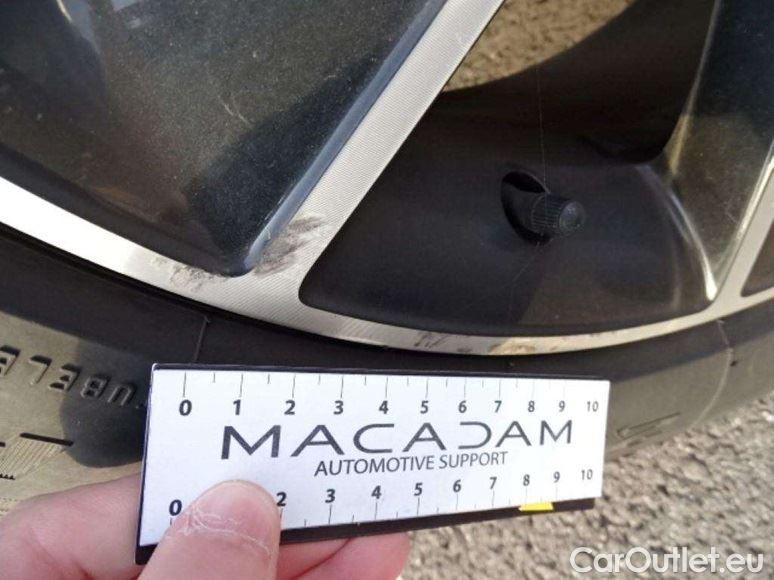 UBELE
0 1 2 3 4 5 6 7 8 9 10
MACADAM
AUTOMOTIVE SUPPORT
0 2 3 4 5 6 7 8 9 10
CarOutlet.eu